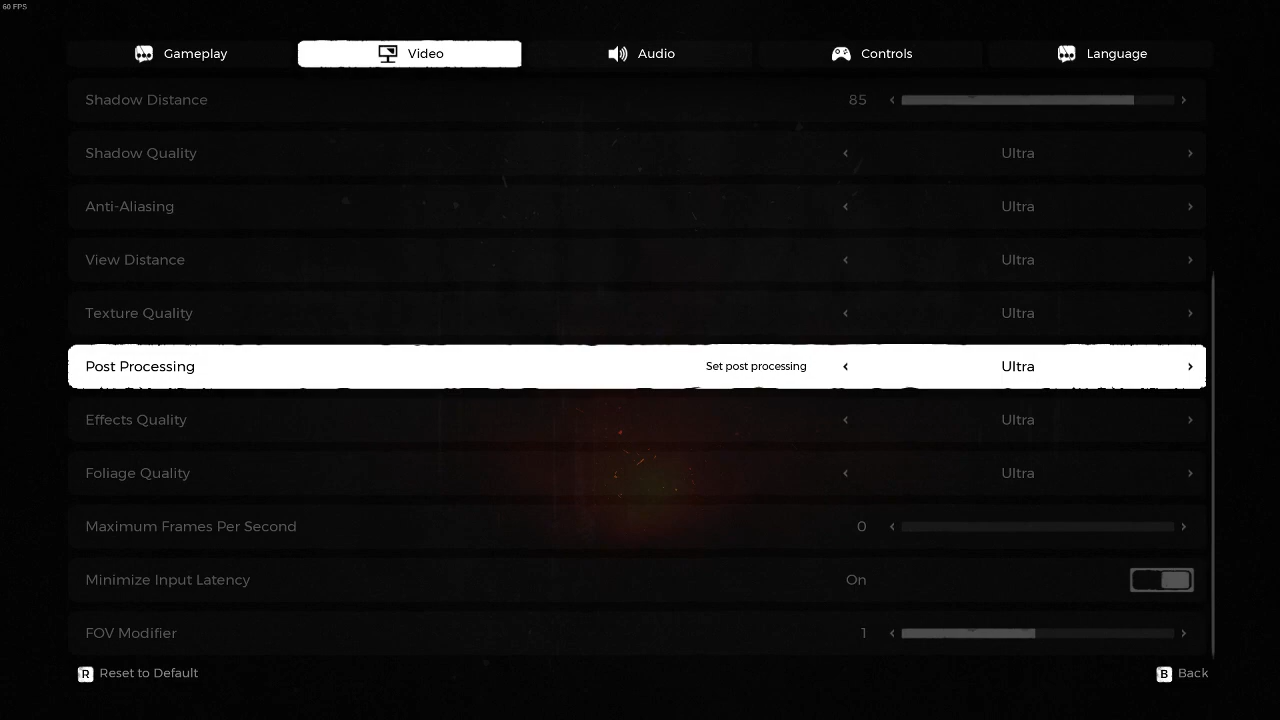 60 FPS
Gameplay Video Audio Controls Language
Shadow Distance 85
Shadow Quality Ultra
Anti-Aliasing Ultra
View Distance Ultra
Texture Quality Ultra
Post Processing Set post processing Ultra
Effects Quality Ultra
Foliage Quality Ultra
Maximum Frames Per Second 0
Minimize Input Latency On
FOV Modifier 1
R Reset to Default B Back